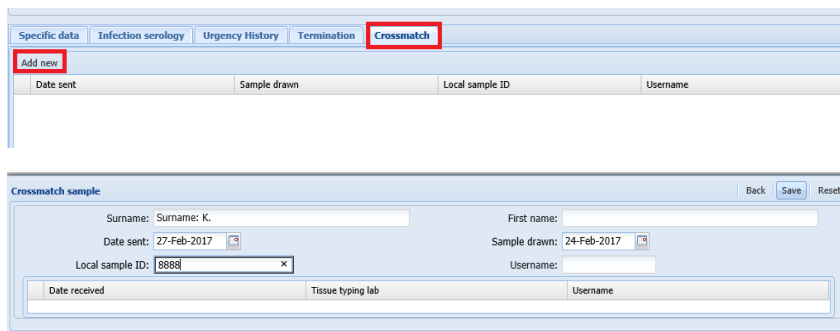 Specific data Infection serology Urgency History Termination Crossmatch
Add new
Date sent Sample drawn Local sample ID Username
Crossmatch sample Back Save Reset
Surname: Surname: K. First name:
Date sent: 27-Feb-2017 Sample drawn: 24-Feb-2017
Local sample ID: 8888 × Username:
Date received Tissue typing lab Username